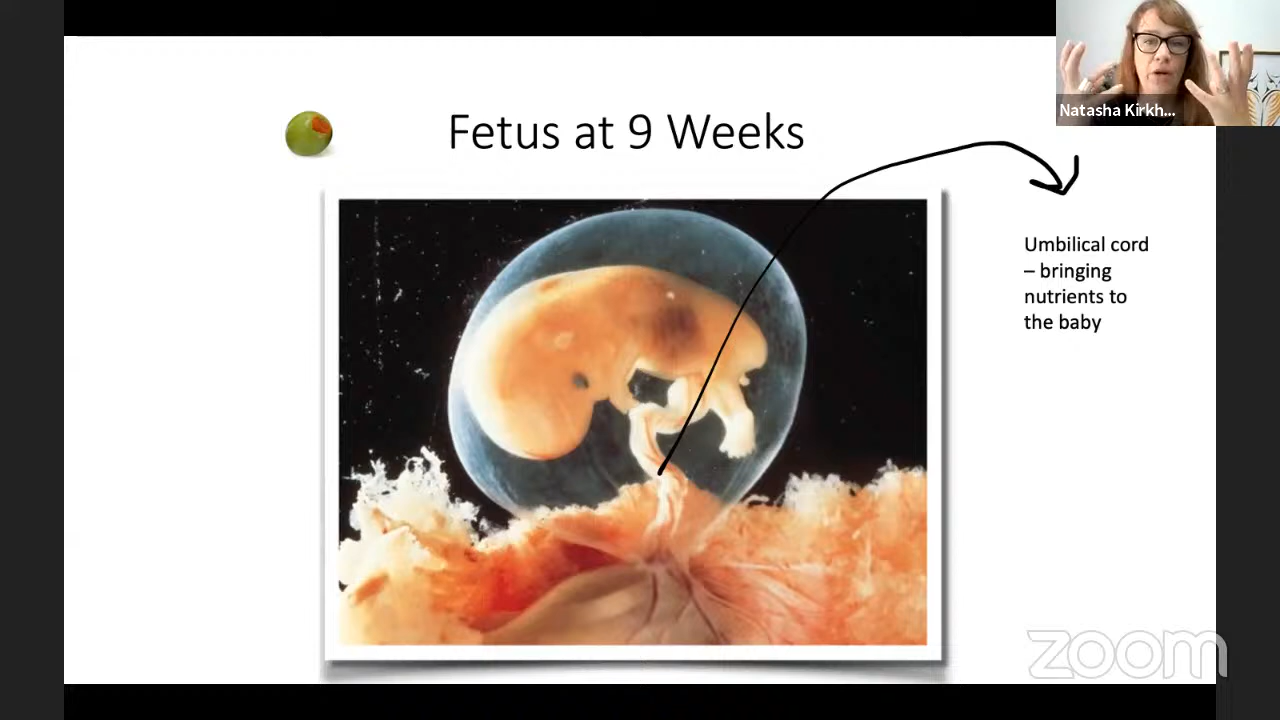 Natasha Kirkh...
Fetus at 9 Weeks
Umbilical cord
– bringing
nutrients to
the baby
zoom